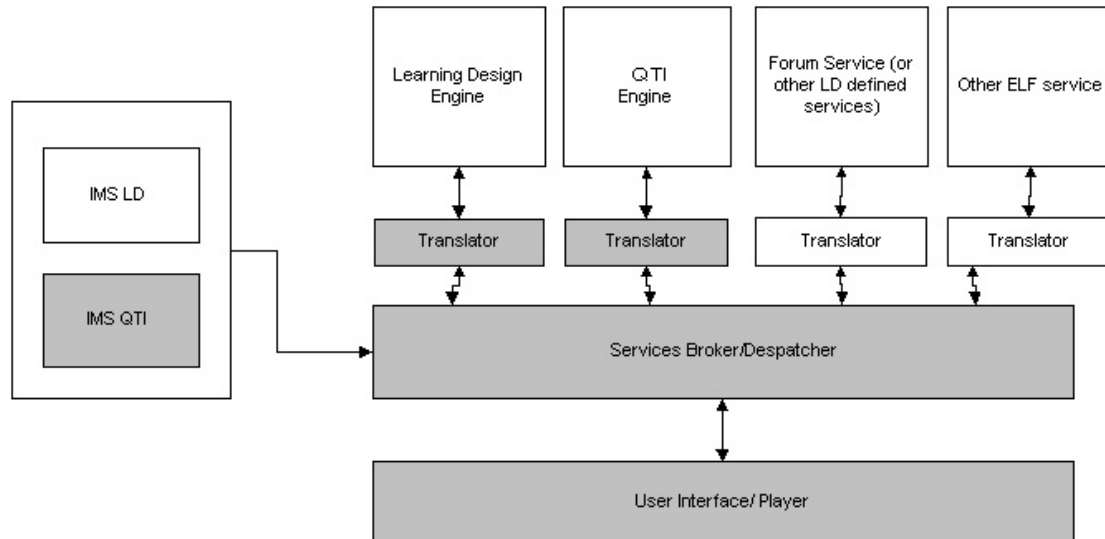 Learning Design
Engine
QTI
Engine
Forum Service (or
other LD defined
services)
Other ELF service
IMS LD
IMS QTI
Translator
Translator
Translator
Translator
Services Broker/Despatcher
User Interface/ Player